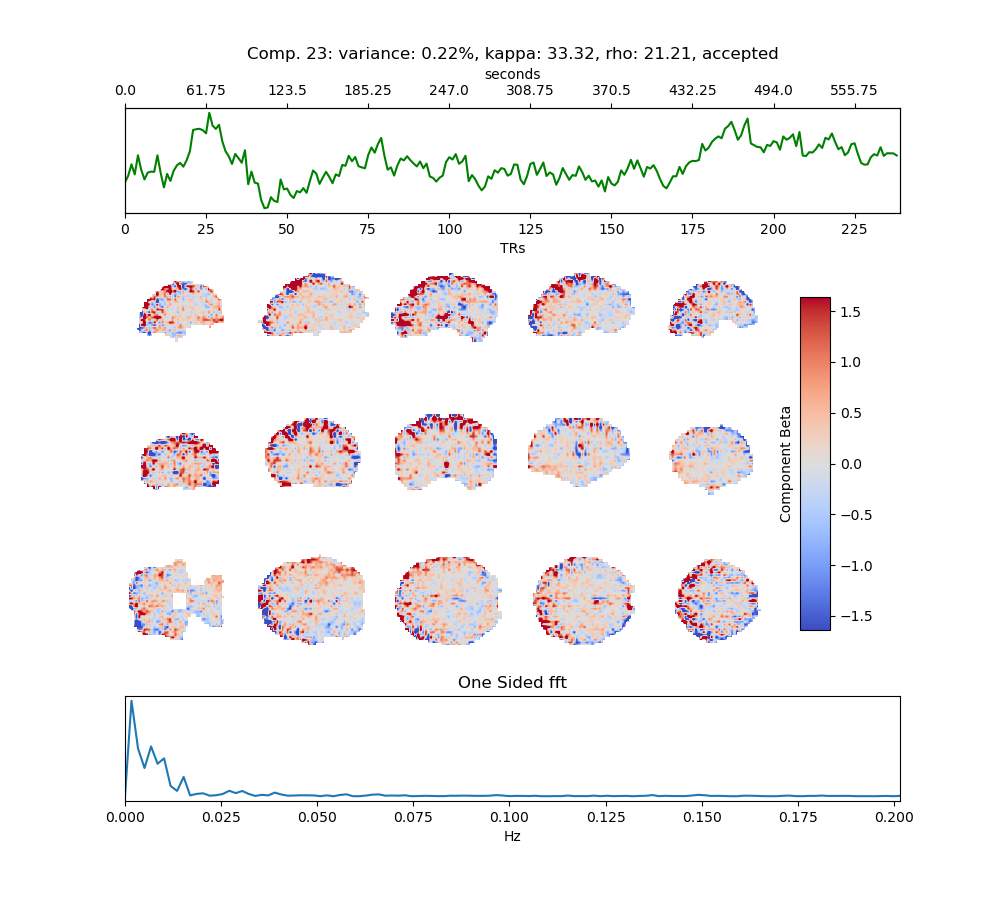 Comp. 23: variance: 0.22%, kappa: 33.32, rho: 21.21, accepted
seconds
0.0 61.75 123.5 185.25 247.0 308.75 370.5 432.25 494.0 555.75
0 25 50 75 100 125 150 175 200 225
TRs
1.5
1.0
0.5
0.0
−0.5
−1.0
−1.5
Component Beta
One Sided fft
0.000 0.025 0.050 0.075 0.100 0.125 0.150 0.175 0.200
Hz